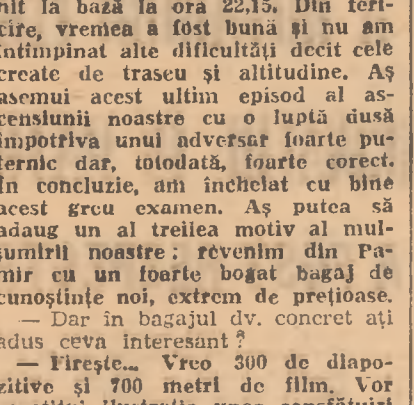 nit la bază la ora 22,15. Din feri-
cire, vremea a fost bună și nu am
întimpinat alte dificultăți decît cele
create de traseu și altitudine. Aș
asemui acest ultim episod al as-
censiunii noastre cu o luptă dusă
împotriva unui adversar foarte pu-
ternic dar, totodată, foarte corect.
În concluzie, am încheiat cu bine
acest greu examen. Aș putea să
adaug un al treilea motiv al mul-
țumirii noastre : revenim din Pa-
mir cu un foarte bogat bagaj de
cunoștințe noi, extrem de prețioase.
— Dar în bagajul dv. concret ați
adus ceva interesant ?
— Firește... Vreo 300 de diapo-
zitive și 700 metri de film. Vor